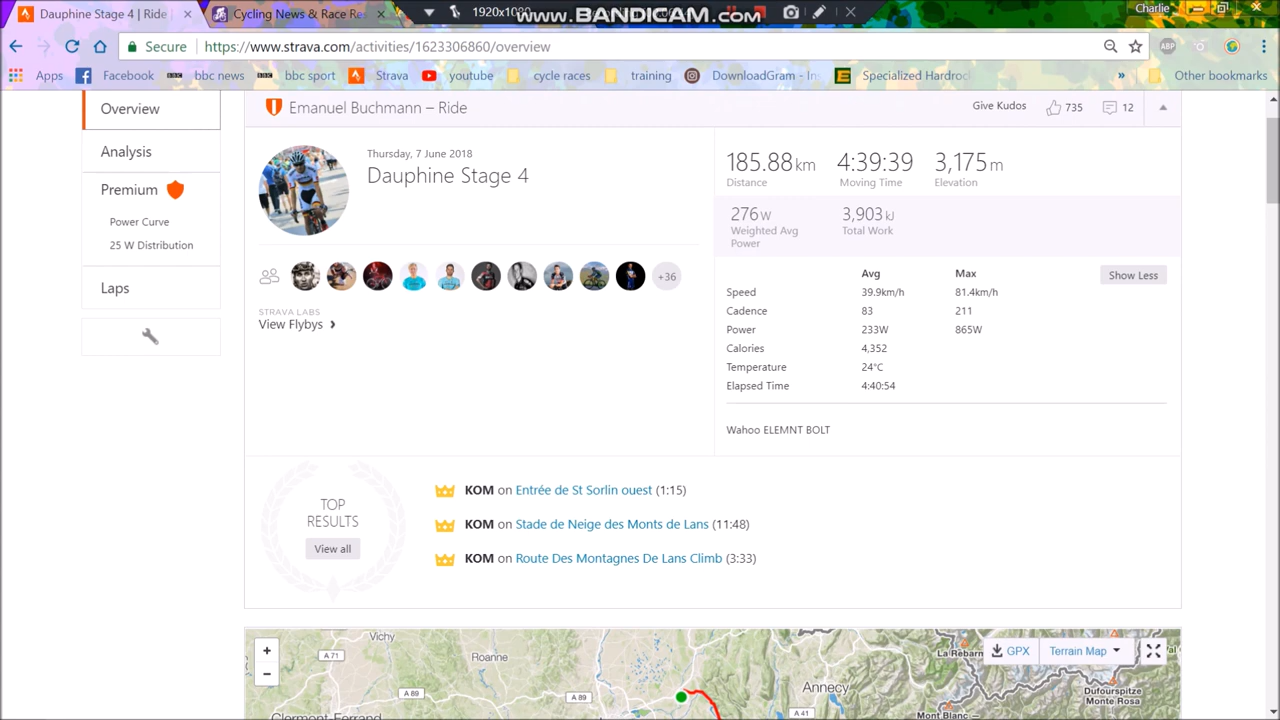 Dauphine Stage 4 | Ride
Cycling News & Race Res
1920x1080
www.BANDICAM.com
Charlie
Secure
https://www.strava.com/activities/1623306860/overview
ABP
Apps
Facebook
bbc news
bbc sport
Strava
youtube
cycle races
training
DownloadGram - In
Specialized Hardroc
»
Other bookmarks
Overview
Emanuel Buchmann – Ride
Give Kudos
735
12
Analysis
Premium
Power Curve
25 W Distribution
Laps
Thursday, 7 June 2018
Dauphine Stage 4
+36
STRAVA LABS
View Flybys
185.88km
4:39:39
3,175m
Distance
Moving Time
Elevation
276W
3,903kJ
Weighted Avg
Power
Total Work
Avg
Max
Show Less
Speed
39.9km/h
81.4km/h
Cadence
83
211
Power
233W
865W
Calories
4,352
Temperature
24°C
Elapsed Time
4:40:54
Wahoo ELEMNT BOLT
TOP
RESULTS
View all
KOM on Entrée de St Sorlin ouest (1:15)
KOM on Stade de Neige des Monts de Lans (11:48)
KOM on Route Des Montagnes De Lans Climb (3:33)
+
−
Vichy
A 71
Roanne
A 89
A 89
Clermont-Ferrand
Annecy
A 41
Mont Blanc
La Rebarm
GPX
Terrain Map
Val
Dufourspitze
Monte Rosa